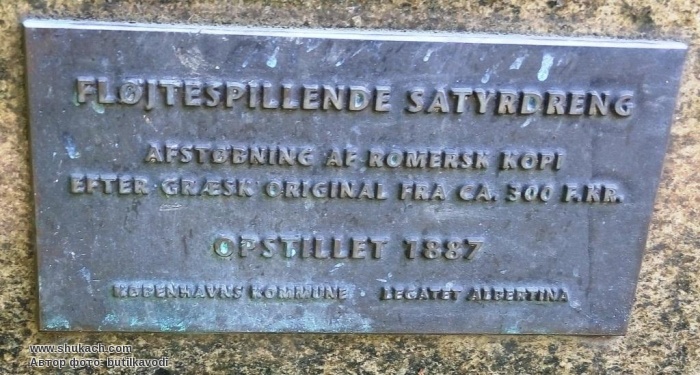 FLØJTESPILLENDE SATYRDRENG
AFSTØBNING AF ROMERSK KOPI
EFTER GRÆSK ORIGINAL FRA CA. 300 F.KR.
OPSTILLET 1887
KØBENHAVNS KOMMUNE LEGATET ALBERTINA
www.shukach.com
Автор фото: butilkavodi